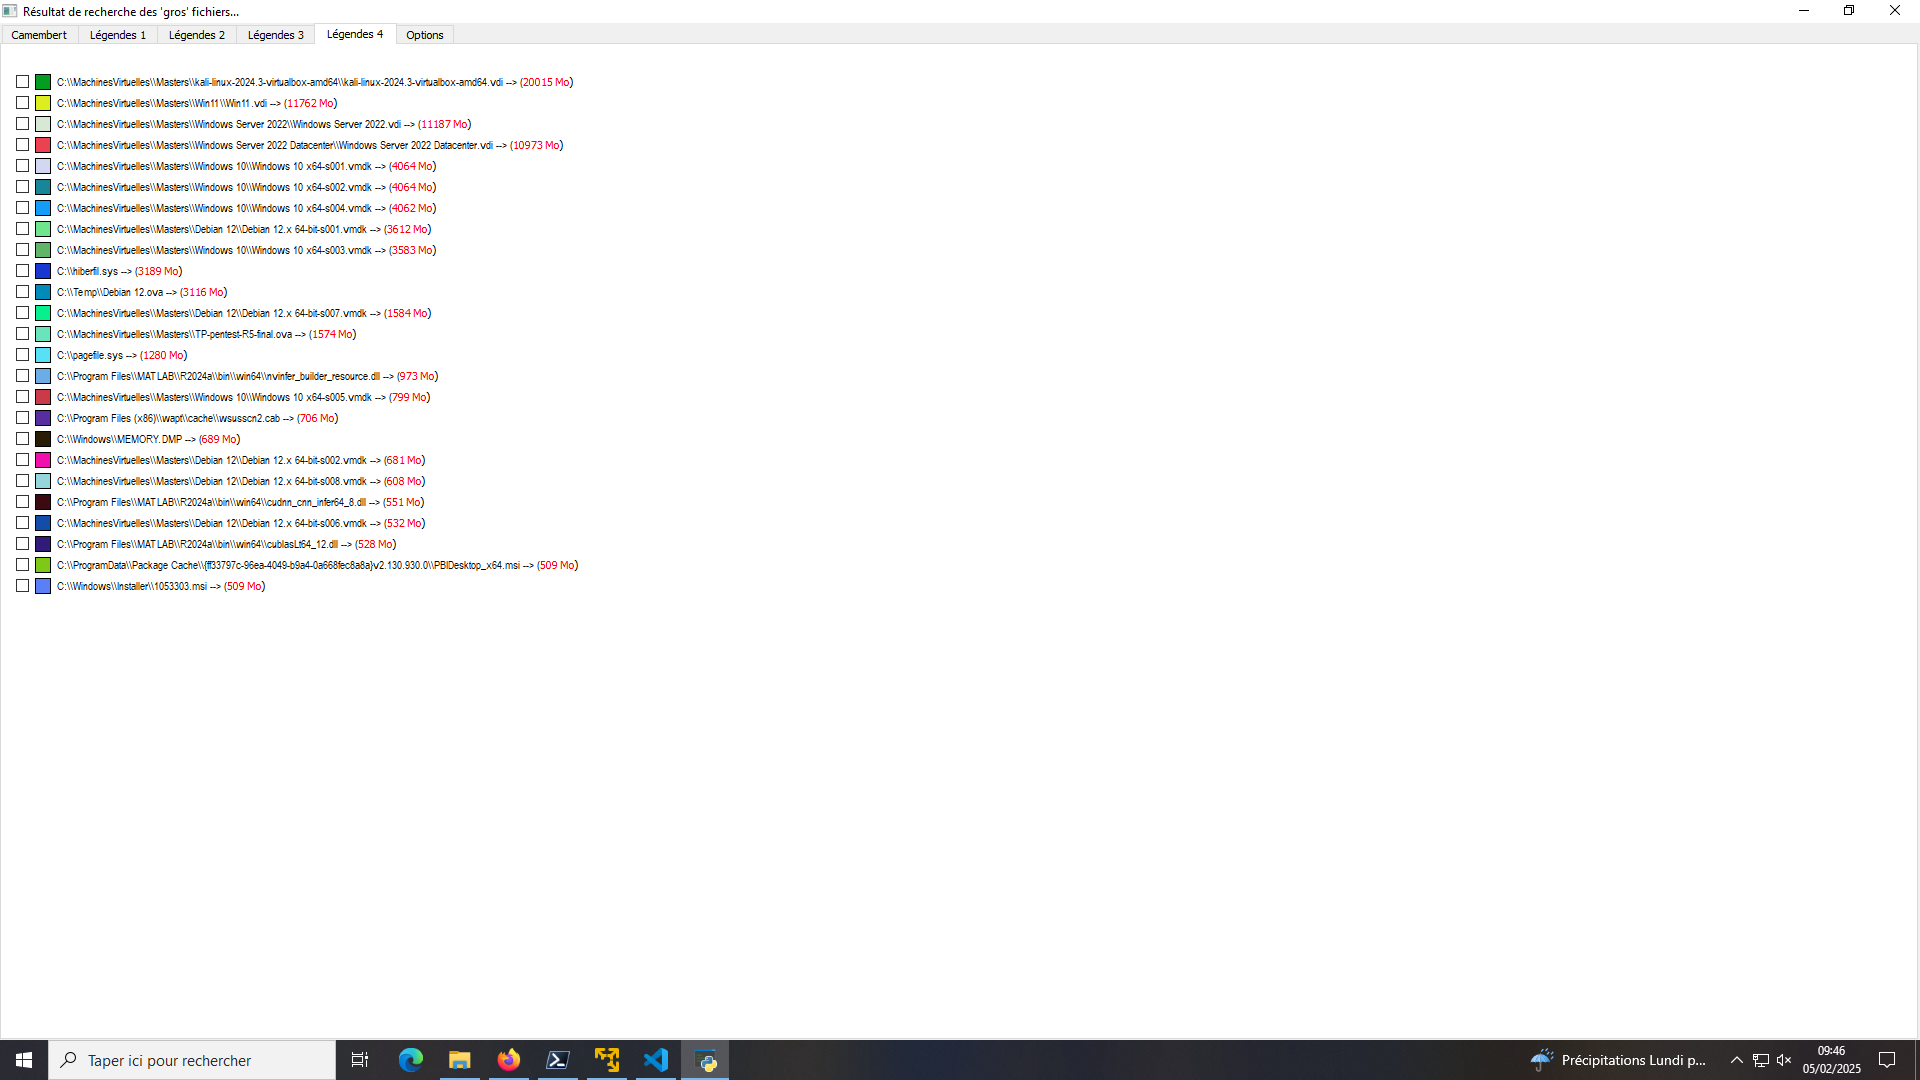 Résultat de recherche des 'gros' fichiers...
Camembert Légendes 1 Légendes 2 Légendes 3 Légendes 4 Options
C:\\MachinesVirtuelles\\Masters\\kali-linux-2024.3-virtualbox-amd64\\kali-linux-2024.3-virtualbox-amd64.vdi --> (20015 Mo)
C:\\MachinesVirtuelles\\Masters\\Win11\\Win11.vdi --> (11762 Mo)
C:\\MachinesVirtuelles\\Masters\\Windows Server 2022\\Windows Server 2022.vdi --> (11187 Mo)
C:\\MachinesVirtuelles\\Masters\\Windows Server 2022 Datacenter\\Windows Server 2022 Datacenter.vdi --> (10973 Mo)
C:\\MachinesVirtuelles\\Masters\\Windows 10\\Windows 10 x64-s001.vmdk --> (4064 Mo)
C:\\MachinesVirtuelles\\Masters\\Windows 10\\Windows 10 x64-s002.vmdk --> (4064 Mo)
C:\\MachinesVirtuelles\\Masters\\Windows 10\\Windows 10 x64-s004.vmdk --> (4062 Mo)
C:\\MachinesVirtuelles\\Masters\\Debian 12\\Debian 12.x 64-bit-s001.vmdk --> (3612 Mo)
C:\\MachinesVirtuelles\\Masters\\Windows 10\\Windows 10 x64-s003.vmdk --> (3583 Mo)
C:\\hiberfil.sys --> (3189 Mo)
C:\\Temp\\Debian 12.ova --> (3116 Mo)
C:\\MachinesVirtuelles\\Masters\\Debian 12\\Debian 12.x 64-bit-s007.vmdk --> (1584 Mo)
C:\\MachinesVirtuelles\\Masters\\TP-pentest-R5-final.ova --> (1574 Mo)
C:\\pagefile.sys --> (1280 Mo)
C:\\Program Files\\MATLAB\\R2024a\\bin\\win64\\nvinfer_builder_resource.dll --> (973 Mo)
C:\\MachinesVirtuelles\\Masters\\Windows 10\\Windows 10 x64-s005.vmdk --> (799 Mo)
C:\\Program Files (x86)\\wapt\\cache\\wsusscn2.cab --> (706 Mo)
C:\\Windows\\MEMORY.DMP --> (689 Mo)
C:\\MachinesVirtuelles\\Masters\\Debian 12\\Debian 12.x 64-bit-s002.vmdk --> (681 Mo)
C:\\MachinesVirtuelles\\Masters\\Debian 12\\Debian 12.x 64-bit-s008.vmdk --> (608 Mo)
C:\\Program Files\\MATLAB\\R2024a\\bin\\win64\\cudnn_cnn_infer64_8.dll --> (551 Mo)
C:\\MachinesVirtuelles\\Masters\\Debian 12\\Debian 12.x 64-bit-s006.vmdk --> (532 Mo)
C:\\Program Files\\MATLAB\\R2024a\\bin\\win64\\cublasLt64_12.dll --> (528 Mo)
C:\\ProgramData\\Package Cache\\{ff33797c-96ea-4049-b9a4-0a668fec8a8a}v2.130.930.0\\PBIDesktop_x64.msi --> (509 Mo)
C:\\Windows\\Installer\\1053303.msi --> (509 Mo)
Taper ici pour rechercher
Précipitations Lundi p...
09:46
05/02/2025